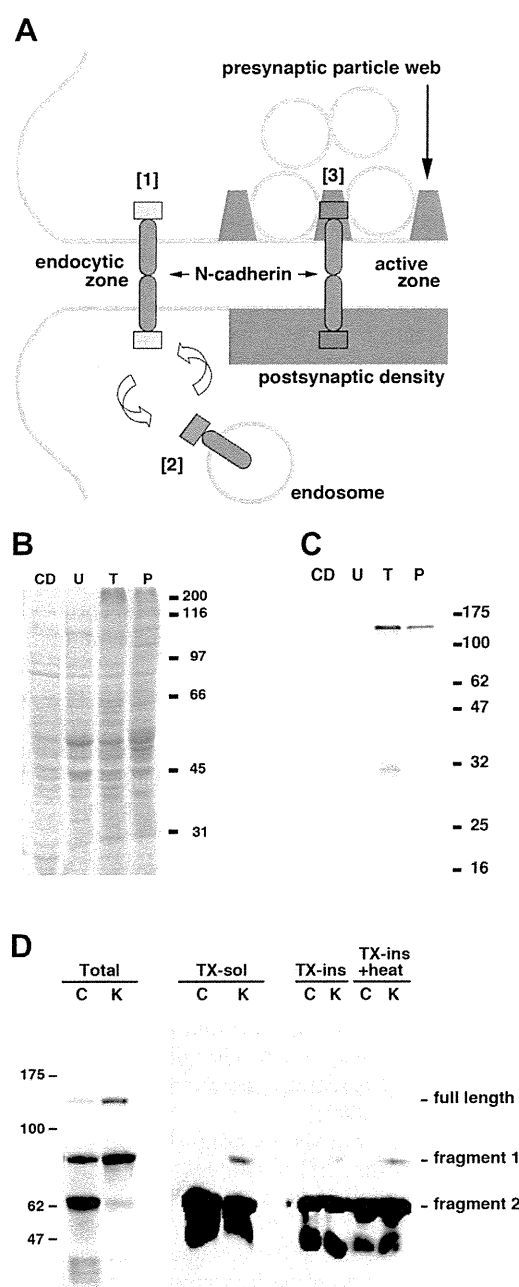 A
presynaptic particle web
[1]
[3]
endocytic zone
N-cadherin
active zone
postsynaptic density
[2]
endosome
B
CD U T P
200
116
97
66
45
31
C
CD U T P
175
100
62
47
32
25
16
D
Total TX-sol TX-ins TX-ins +heat
C K C K C K C K
175
100
62
47
full length
fragment 1
fragment 2